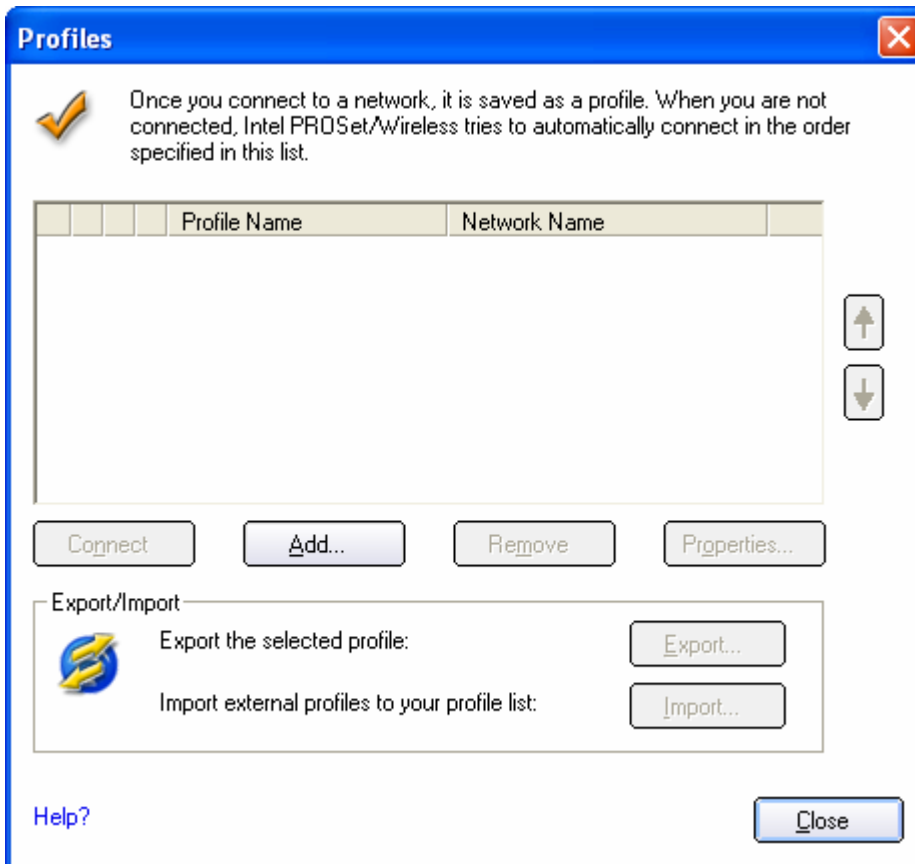 Profiles
Once you connect to a network, it is saved as a profile. When you are not
connected, Intel PROSet/Wireless tries to automatically connect in the order
specified in this list.
Profile Name Network Name
Connect Add... Remove Properties...
Export/Import
Export the selected profile: Export...
Import external profiles to your profile list: Import...
Help? Close